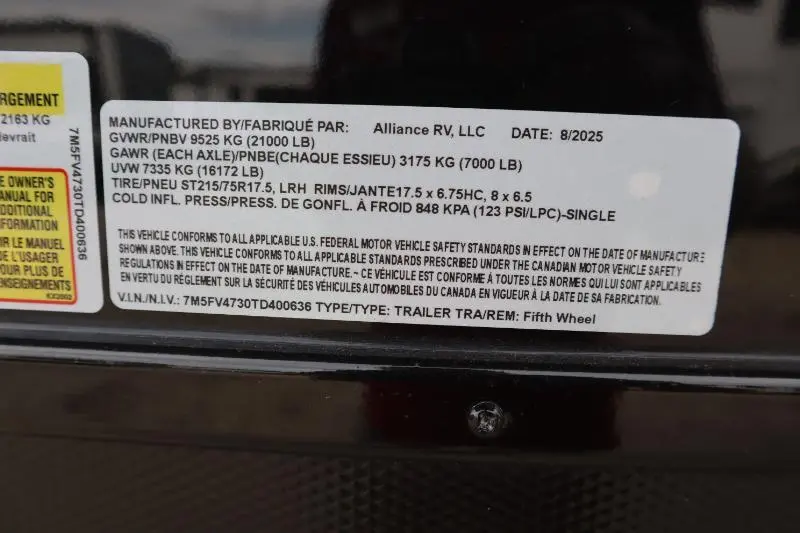 RGEMENT
2163 KG
devrait
E OWNER'S
ANUAL FOR
DDITIONAL
FORMATION
IR LE MANUEL
DE L'USAGER
POUR PLUS DE
ENSEIGNEMENTS
KX2002
7M5FV4730TD400636
MANUFACTURED BY/FABRIQUÉ PAR: Alliance RV, LLC DATE: 8/2025
GVWR/PNBV 9525 KG (21000 LB)
GAWR (EACH AXLE)/PNBE(CHAQUE ESSIEU) 3175 KG (7000 LB)
UVW 7335 KG (16172 LB)
TIRE/PNEU ST215/75R17.5, LRH RIMS/JANTE17.5 x 6.75HC, 8 x 6.5
COLD INFL. PRESS/PRESS. DE GONFL. À FROID 848 KPA (123 PSI/LPC)-SINGLE
THIS VEHICLE CONFORMS TO ALL APPLICABLE U.S. FEDERAL MOTOR VEHICLE SAFETY STANDARDS IN EFFECT ON THE DATE OF MANUFACTURE
SHOWN ABOVE. THIS VEHICLE CONFORMS TO ALL APPLICABLE STANDARDS PRESCRIBED UNDER THE CANADIAN MOTOR VEHICLE SAFETY
REGULATIONS IN EFFECT ON THE DATE OF MANUFACTURE.~ CE VÉHICULE EST CONFORME À TOUTES LES NORMES QUI LUI SONT APPLICABLES
EN VERTU DU RÉGLEMENT SUR LA SÉCURITÉ DES VÉHICULES AUTOMOBILES DU CANADA EN VIGUEUR À LA DATE DE SA FABRICATION.
V.I.N./N.I.V.: 7M5FV4730TD400636 TYPE/TYPE: TRAILER TRA/REM: Fifth Wheel